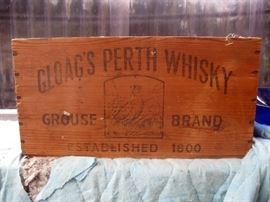 GLOAG'S PERTH WHISKY
GROUSE BRAND
ESTABLISHED 1800